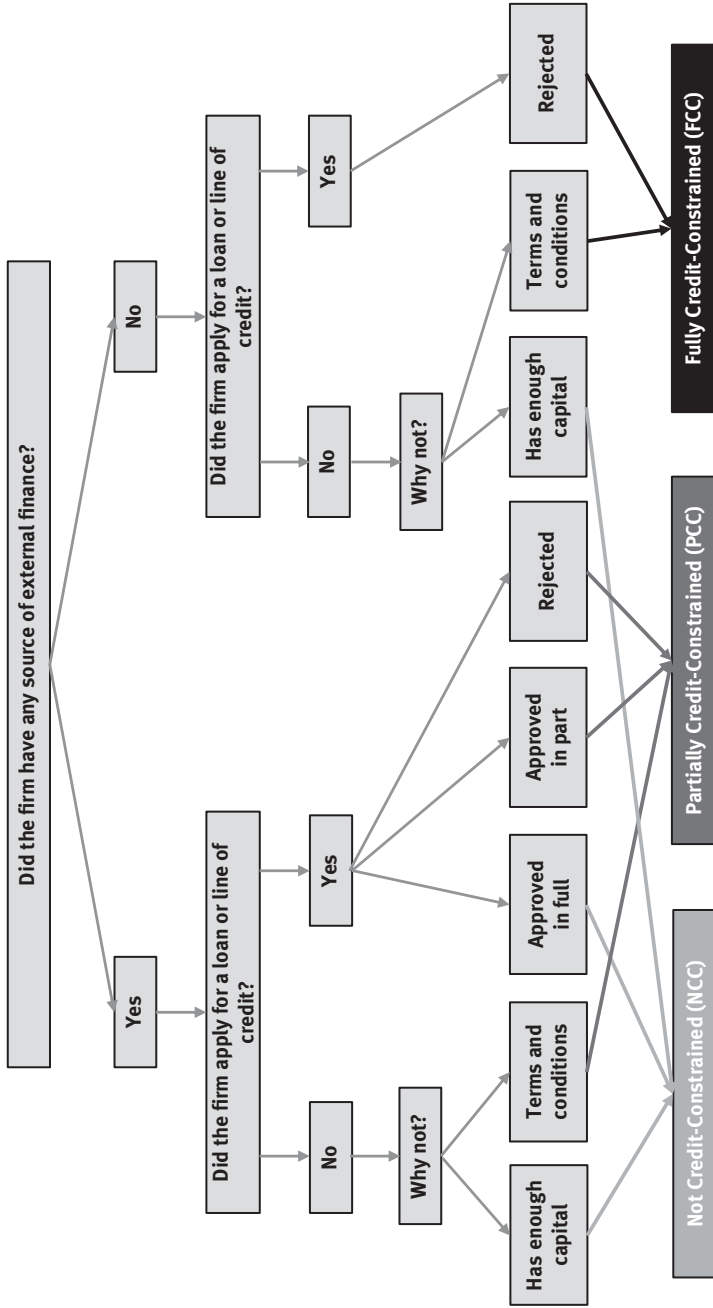 Did the firm have any source of external finance?
Yes
No
Did the firm apply for a loan or line of
credit?
Did the firm apply for a loan or line of
credit?
No
Yes
No
Yes
Why not?
Why not?
Has enough
capital
Terms and
conditions
Approved
in full
Approved
in part
Rejected
Has enough
capital
Terms and
conditions
Rejected
Not Credit-Constrained (NCC)
Partially Credit-Constrained (PCC)
Fully Credit-Constrained (FCC)